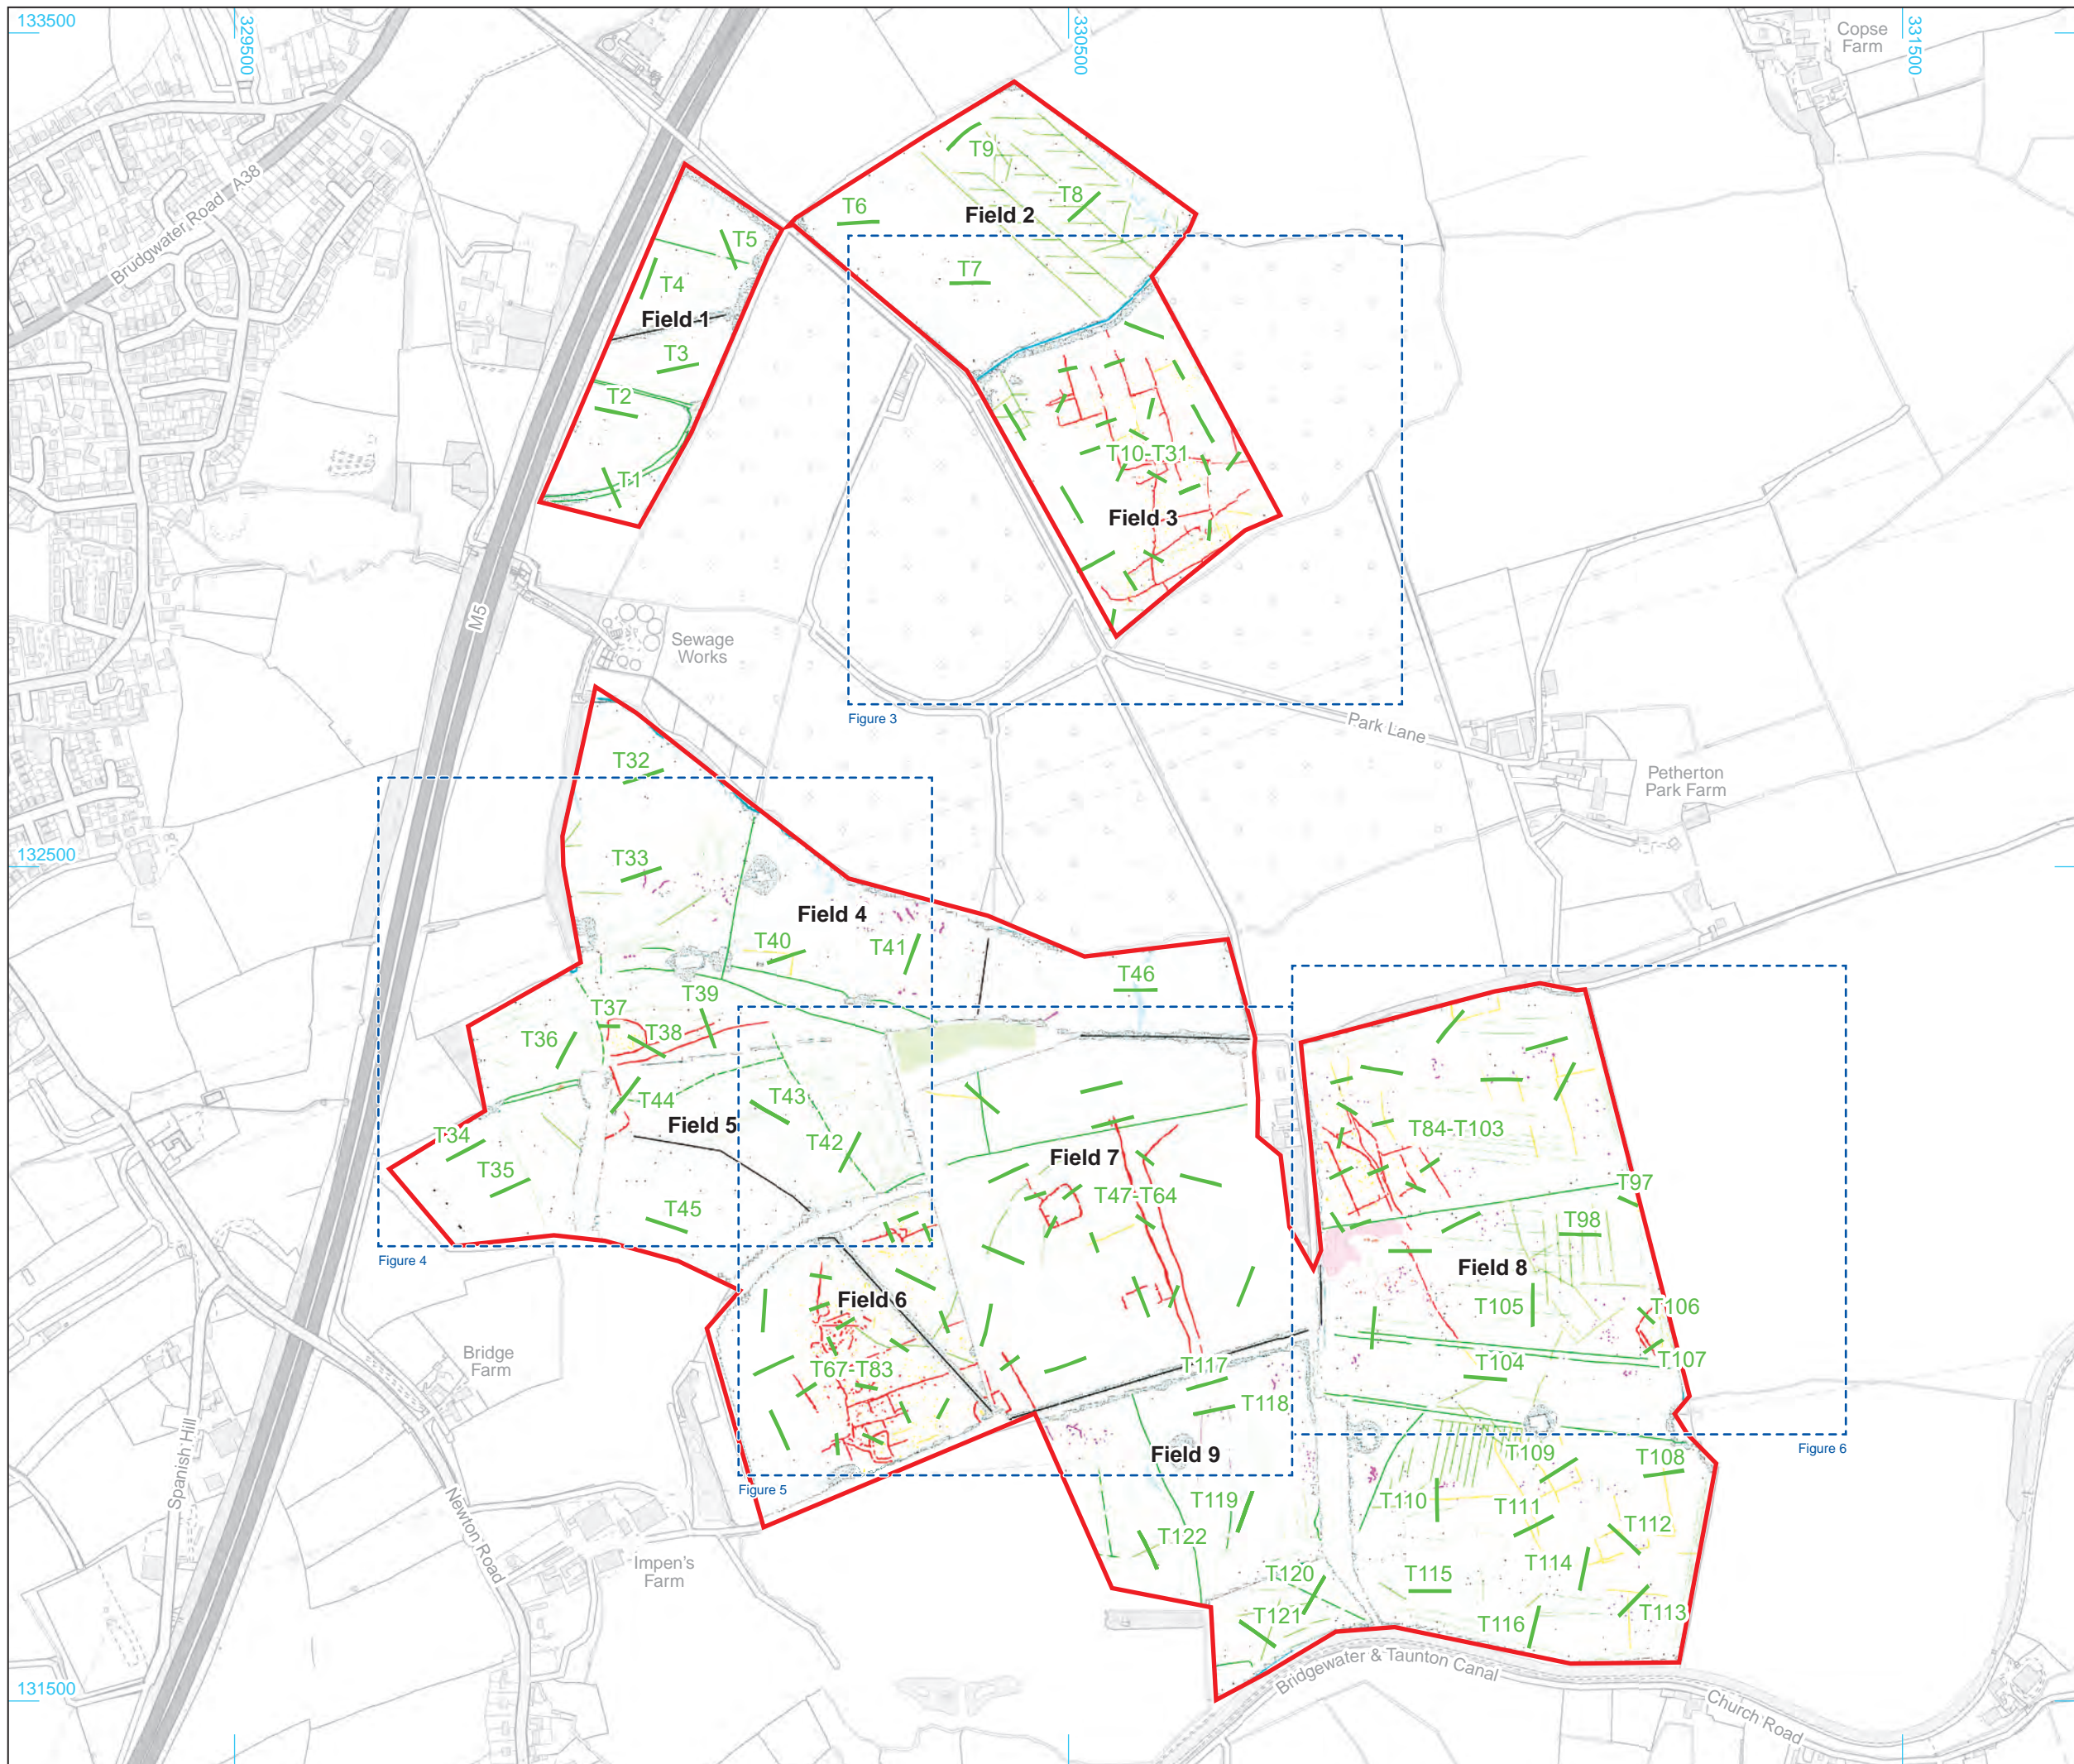 133500
329500
330500
331500
Copse
Farm
Brudgwater Road A38
T9
T8
T6
Field 2
T5
T7
T4
Field 1
T3
T2
T10-T31
T1
Field 3
M5
Sewage
Works
Figure 3
Park Lane
T32
Petherton
Park Farm
132500
T33
Field 4
T40
T41
T46
T39
T37
T38
T36
T44
T43
Field 5
T42
T34
T35
T45
Figure 4
Field 7
T47-T64
T84-T103
T97
T98
Field 8
T105
T106
T107
T104
Field 6
T67-T83
T117
T118
Bridge
Farm
Field 9
T109
T108
Figure 6
Figure 5
Spanish Hill
Newton Road
T119
T110
T111
T112
T122
T114
Impen's
Farm
T120
T115
T121
T116
T113
Bridgewater & Taunton Canal
Church Road
131500